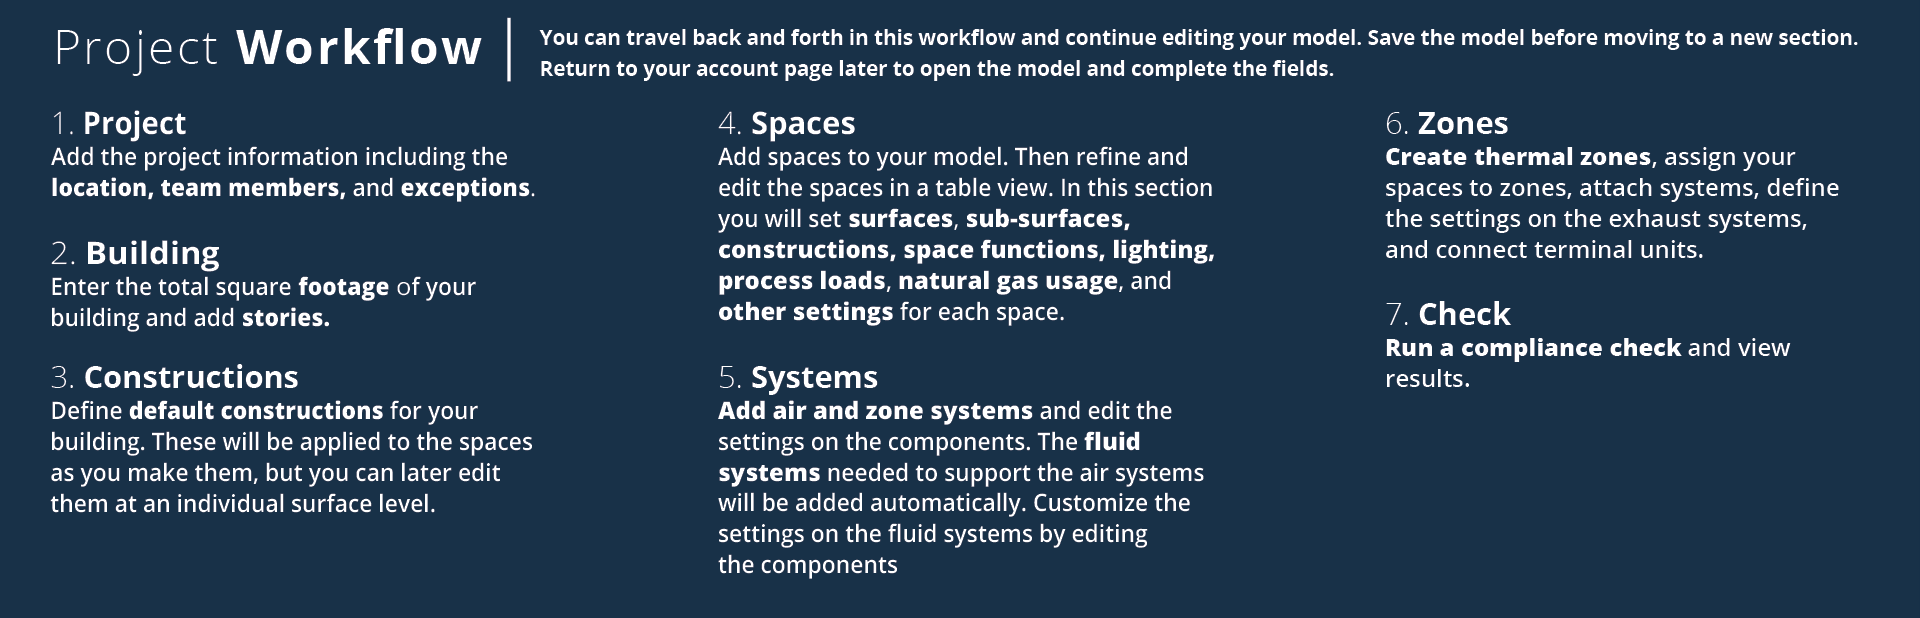 Project Workflow
You can travel back and forth in this workflow and continue editing your model. Save the model before moving to a new section.
Return to your account page later to open the model and complete the fields.
1. Project
Add the project information including the
location, team members, and exceptions.
2. Building
Enter the total square footage of your
building and add stories.
3. Constructions
Define default constructions for your
building. These will be applied to the spaces
as you make them, but you can later edit
them at an individual surface level.
4. Spaces
Add spaces to your model. Then refine and
edit the spaces in a table view. In this section
you will set surfaces, sub-surfaces,
constructions, space functions, lighting,
process loads, natural gas usage, and
other settings for each space.
5. Systems
Add air and zone systems and edit the
settings on the components. The fluid
systems needed to support the air systems
will be added automatically. Customize the
settings on the fluid systems by editing
the components
6. Zones
Create thermal zones, assign your
spaces to zones, attach systems, define
the settings on the exhaust systems,
and connect terminal units.
7. Check
Run a compliance check and view
results.